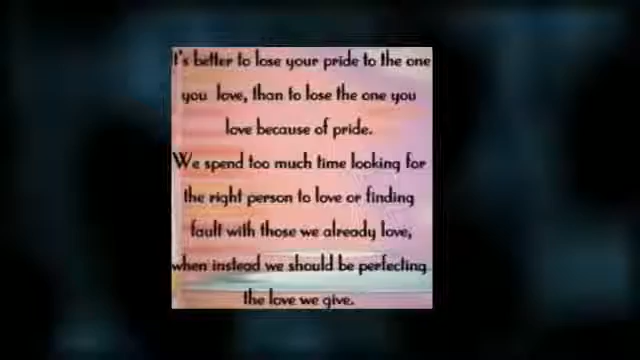 It's better to lose your pride to the one
you love, than to lose the one you
love because of pride.
We spend too much time looking for
the right person to love or finding
fault with those we already love,
when instead we should be perfecting
the love we give.